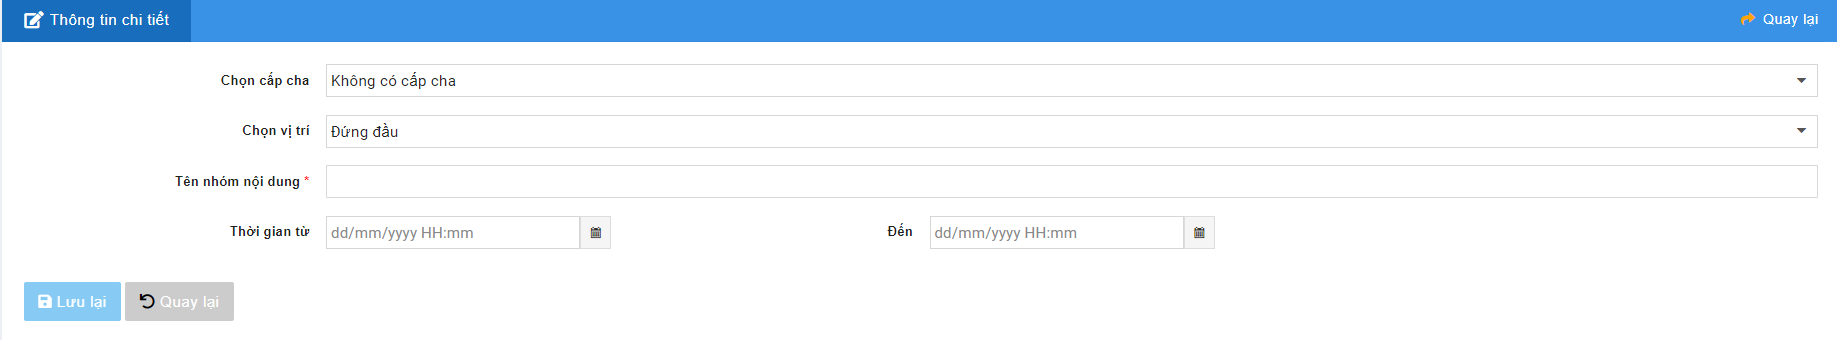 Thông tin chi tiết
Quay lại
Chọn cấp cha Không có cấp cha
Chọn vị trí Đứng đầu
Tên nhóm nội dung *
Thời gian từ dd/mm/yyyy HH:mm Đến dd/mm/yyyy HH:mm
Lưu lại Quay lại